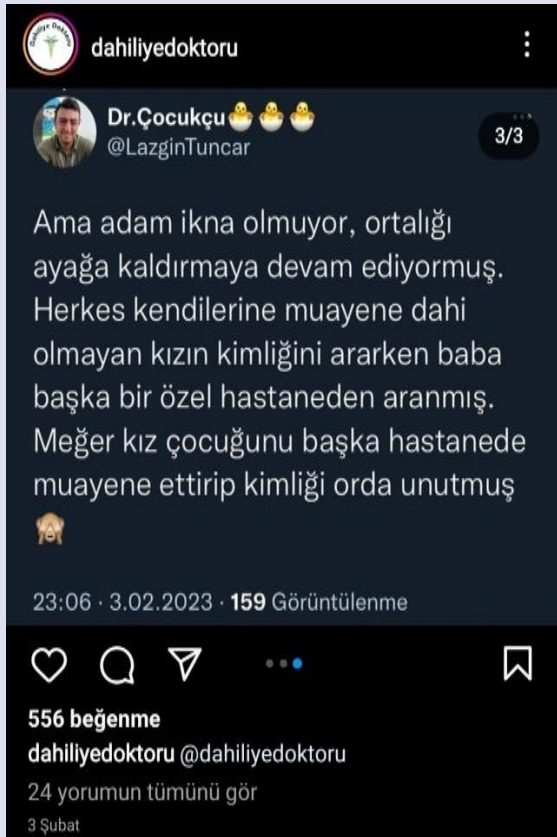 Dahiliye Doktoru
dahiliyedoktoru
Dr.Çocukçu🐣🐣🐣
@LazginTuncar
3/3
Ama adam ikna olmuyor, ortalığı
ayağa kaldırmaya devam ediyormuş.
Herkes kendilerine muayene dahi
olmayan kızın kimliğini ararken baba
başka bir özel hastaneden aranmış.
Meğer kız çocuğunu başka hastanede
muayene ettirip kimliği orda unutmuş
🙈
23:06 · 3.02.2023 · 159 Görüntülenme
556 beğenme
dahiliyedoktoru @dahiliyedoktoru
24 yorumun tümünü gör
3 Şubat